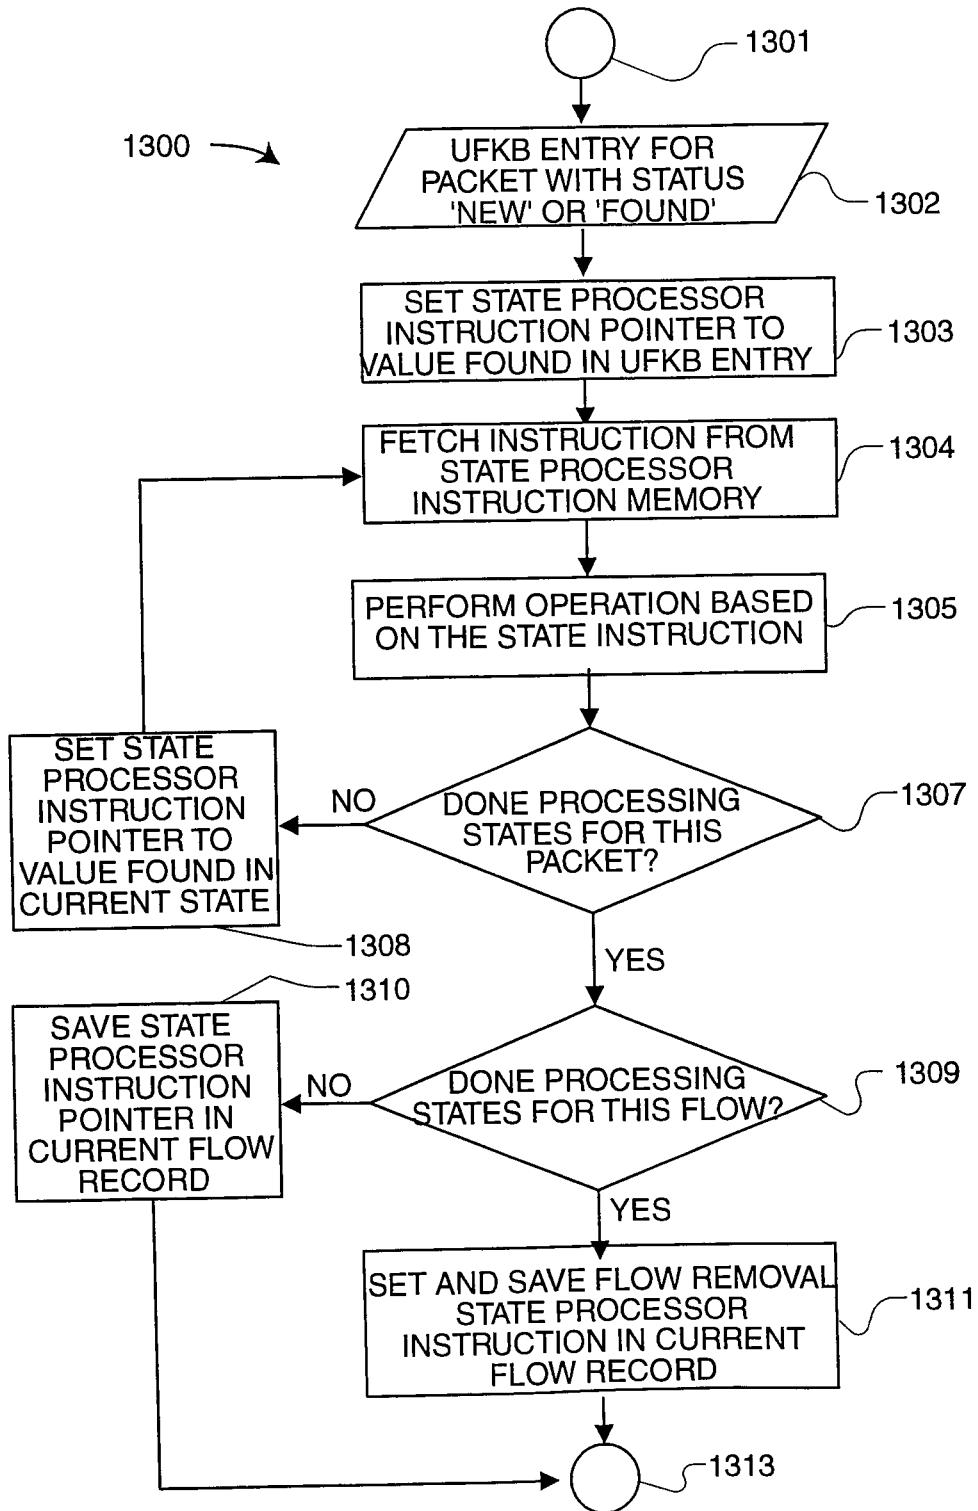 1301
1300
UFKB ENTRY FOR
PACKET WITH STATUS
'NEW' OR 'FOUND'
1302
SET STATE PROCESSOR
INSTRUCTION POINTER TO
VALUE FOUND IN UFKB ENTRY
1303
FETCH INSTRUCTION FROM
STATE PROCESSOR
INSTRUCTION MEMORY
1304
PERFORM OPERATION BASED
ON THE STATE INSTRUCTION
1305
SET STATE
PROCESSOR
INSTRUCTION
POINTER TO
VALUE FOUND IN
CURRENT STATE
1308
NO
DONE PROCESSING
STATES FOR THIS
PACKET?
1307
YES
1310
SAVE STATE
PROCESSOR
INSTRUCTION
POINTER IN
CURRENT FLOW
RECORD
NO
DONE PROCESSING
STATES FOR THIS FLOW?
1309
YES
SET AND SAVE FLOW REMOVAL
STATE PROCESSOR
INSTRUCTION IN CURRENT
FLOW RECORD
1311
1313